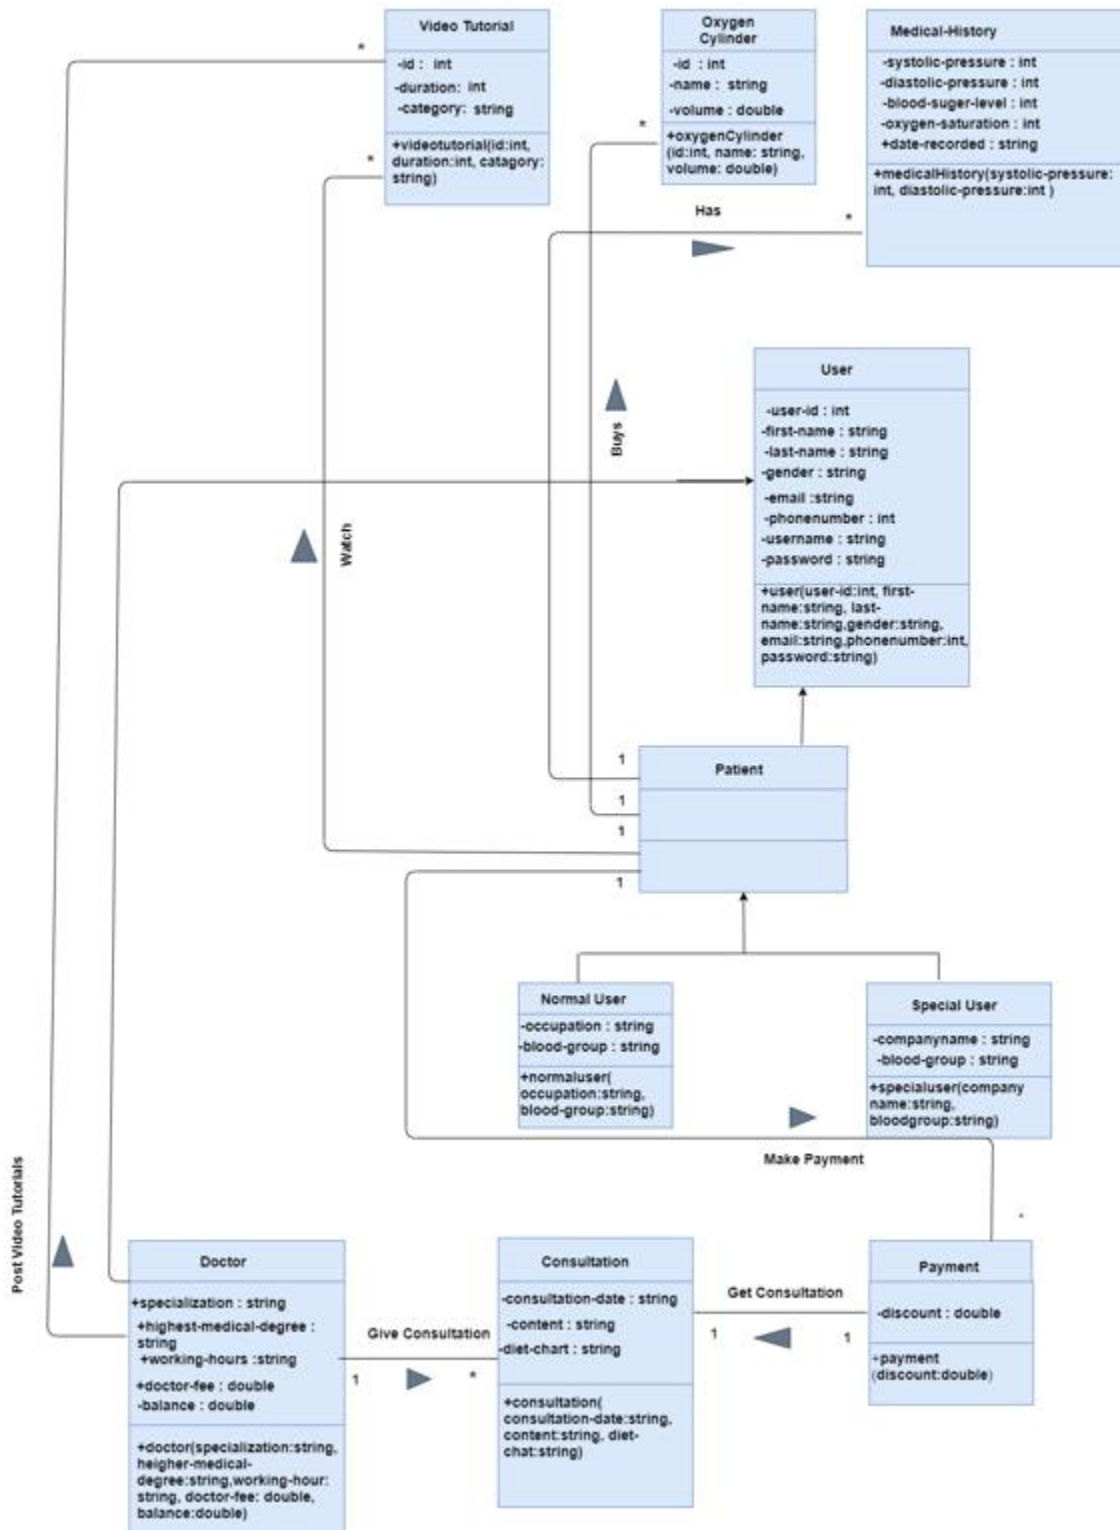 Video Tutorial
-id : int
-duration: int
-category: string
+videotutorial(id:int,
duration:int, catagory:
string)
*
*
Oxygen
Cylinder
-id : int
-name : string
-volume : double
+oxygenCylinder
(id:int, name: string,
volume: double)
*
Medical-History
-systolic-pressure : int
-diastolic-pressure : int
-blood-suger-level : int
-oxygen-saturation : int
+date-recorded : string
+medicalHistory(systolic-pressure:
int, diastolic-pressure:int )
Has
*
User
-user-id : int
-first-name : string
-last-name : string
-gender : string
-email :string
-phonenumber : int
-username : string
-password : string
+user(user-id:int, first-
name:string, last-
name:string,gender:string,
email:string,phonenumber:int,
password:string)
Buys
Watch
Patient
1
1
1
1
Normal User
-occupation : string
-blood-group : string
+normaluser(
occupation:string,
blood-group:string)
Special User
-companyname : string
-blood-group : string
+specialuser(company
name:string,
bloodgroup:string)
Make Payment
*
Post Video Tutorials
Doctor
+specialization : string
+highest-medical-degree :
string
+working-hours :string
+doctor-fee : double
-balance : double
+doctor(specialization:string,
heigher-medical-
degree:string,working-hour:
string, doctor-fee: double,
balance:double)
Give Consultation
1
*
Consultation
-consultation-date : string
-content : string
-diet-chart : string
+consultation(
consultation-date:string,
content:string, diet-
chat:string)
Get Consultation
1
1
Payment
-discount : double
+payment
(discount:double)